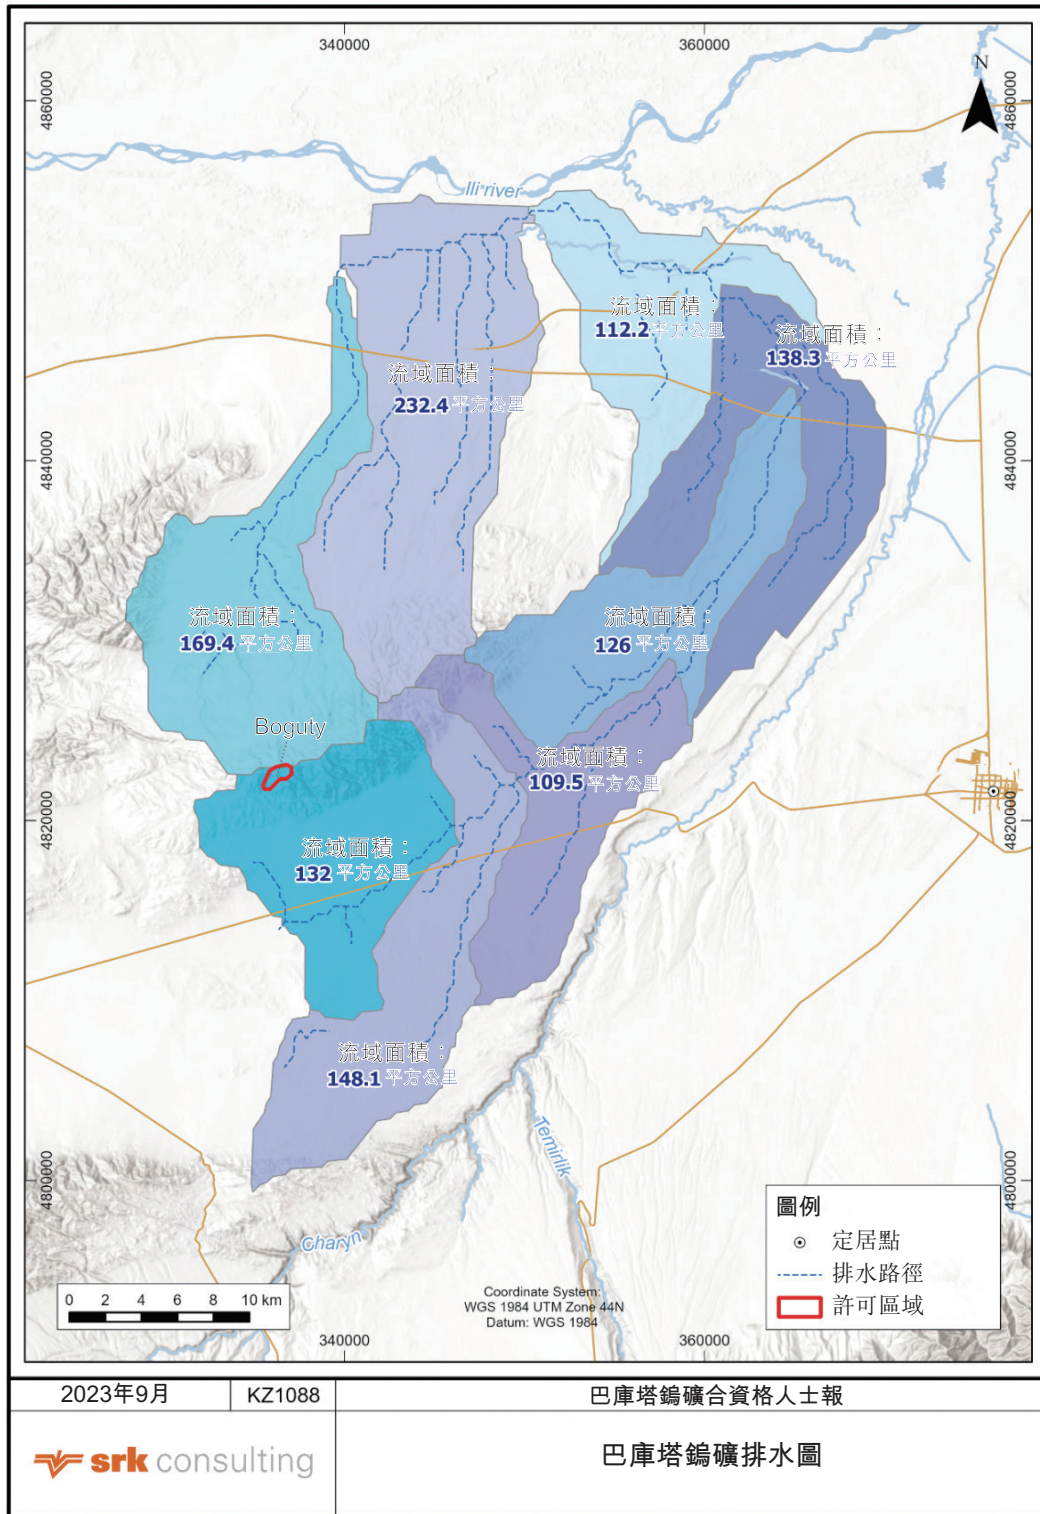 340000
360000
N
4860000
4860000
Ili river
流域面積：
112.2 平方公里
流域面積：
138.3 平方公里
流域面積：
232.4 平方公里
4840000
4840000
流域面積：
169.4 平方公里
流域面積：
126 平方公里
Boguty
流域面積：
109.5 平方公里
4820000
4820000
流域面積：
132 平方公里
流域面積：
148.1 平方公里
Temirlik
4800000
4800000
Charyn
圖例
定居點
排水路徑
許可區域
0 2 4 6 8 10 km
Coordinate System:
WGS 1984 UTM Zone 44N
Datum: WGS 1984
340000
360000
2023年9月
KZ1088
巴庫塔鎢礦合資格人士報
srk consulting
巴庫塔鎢礦排水圖